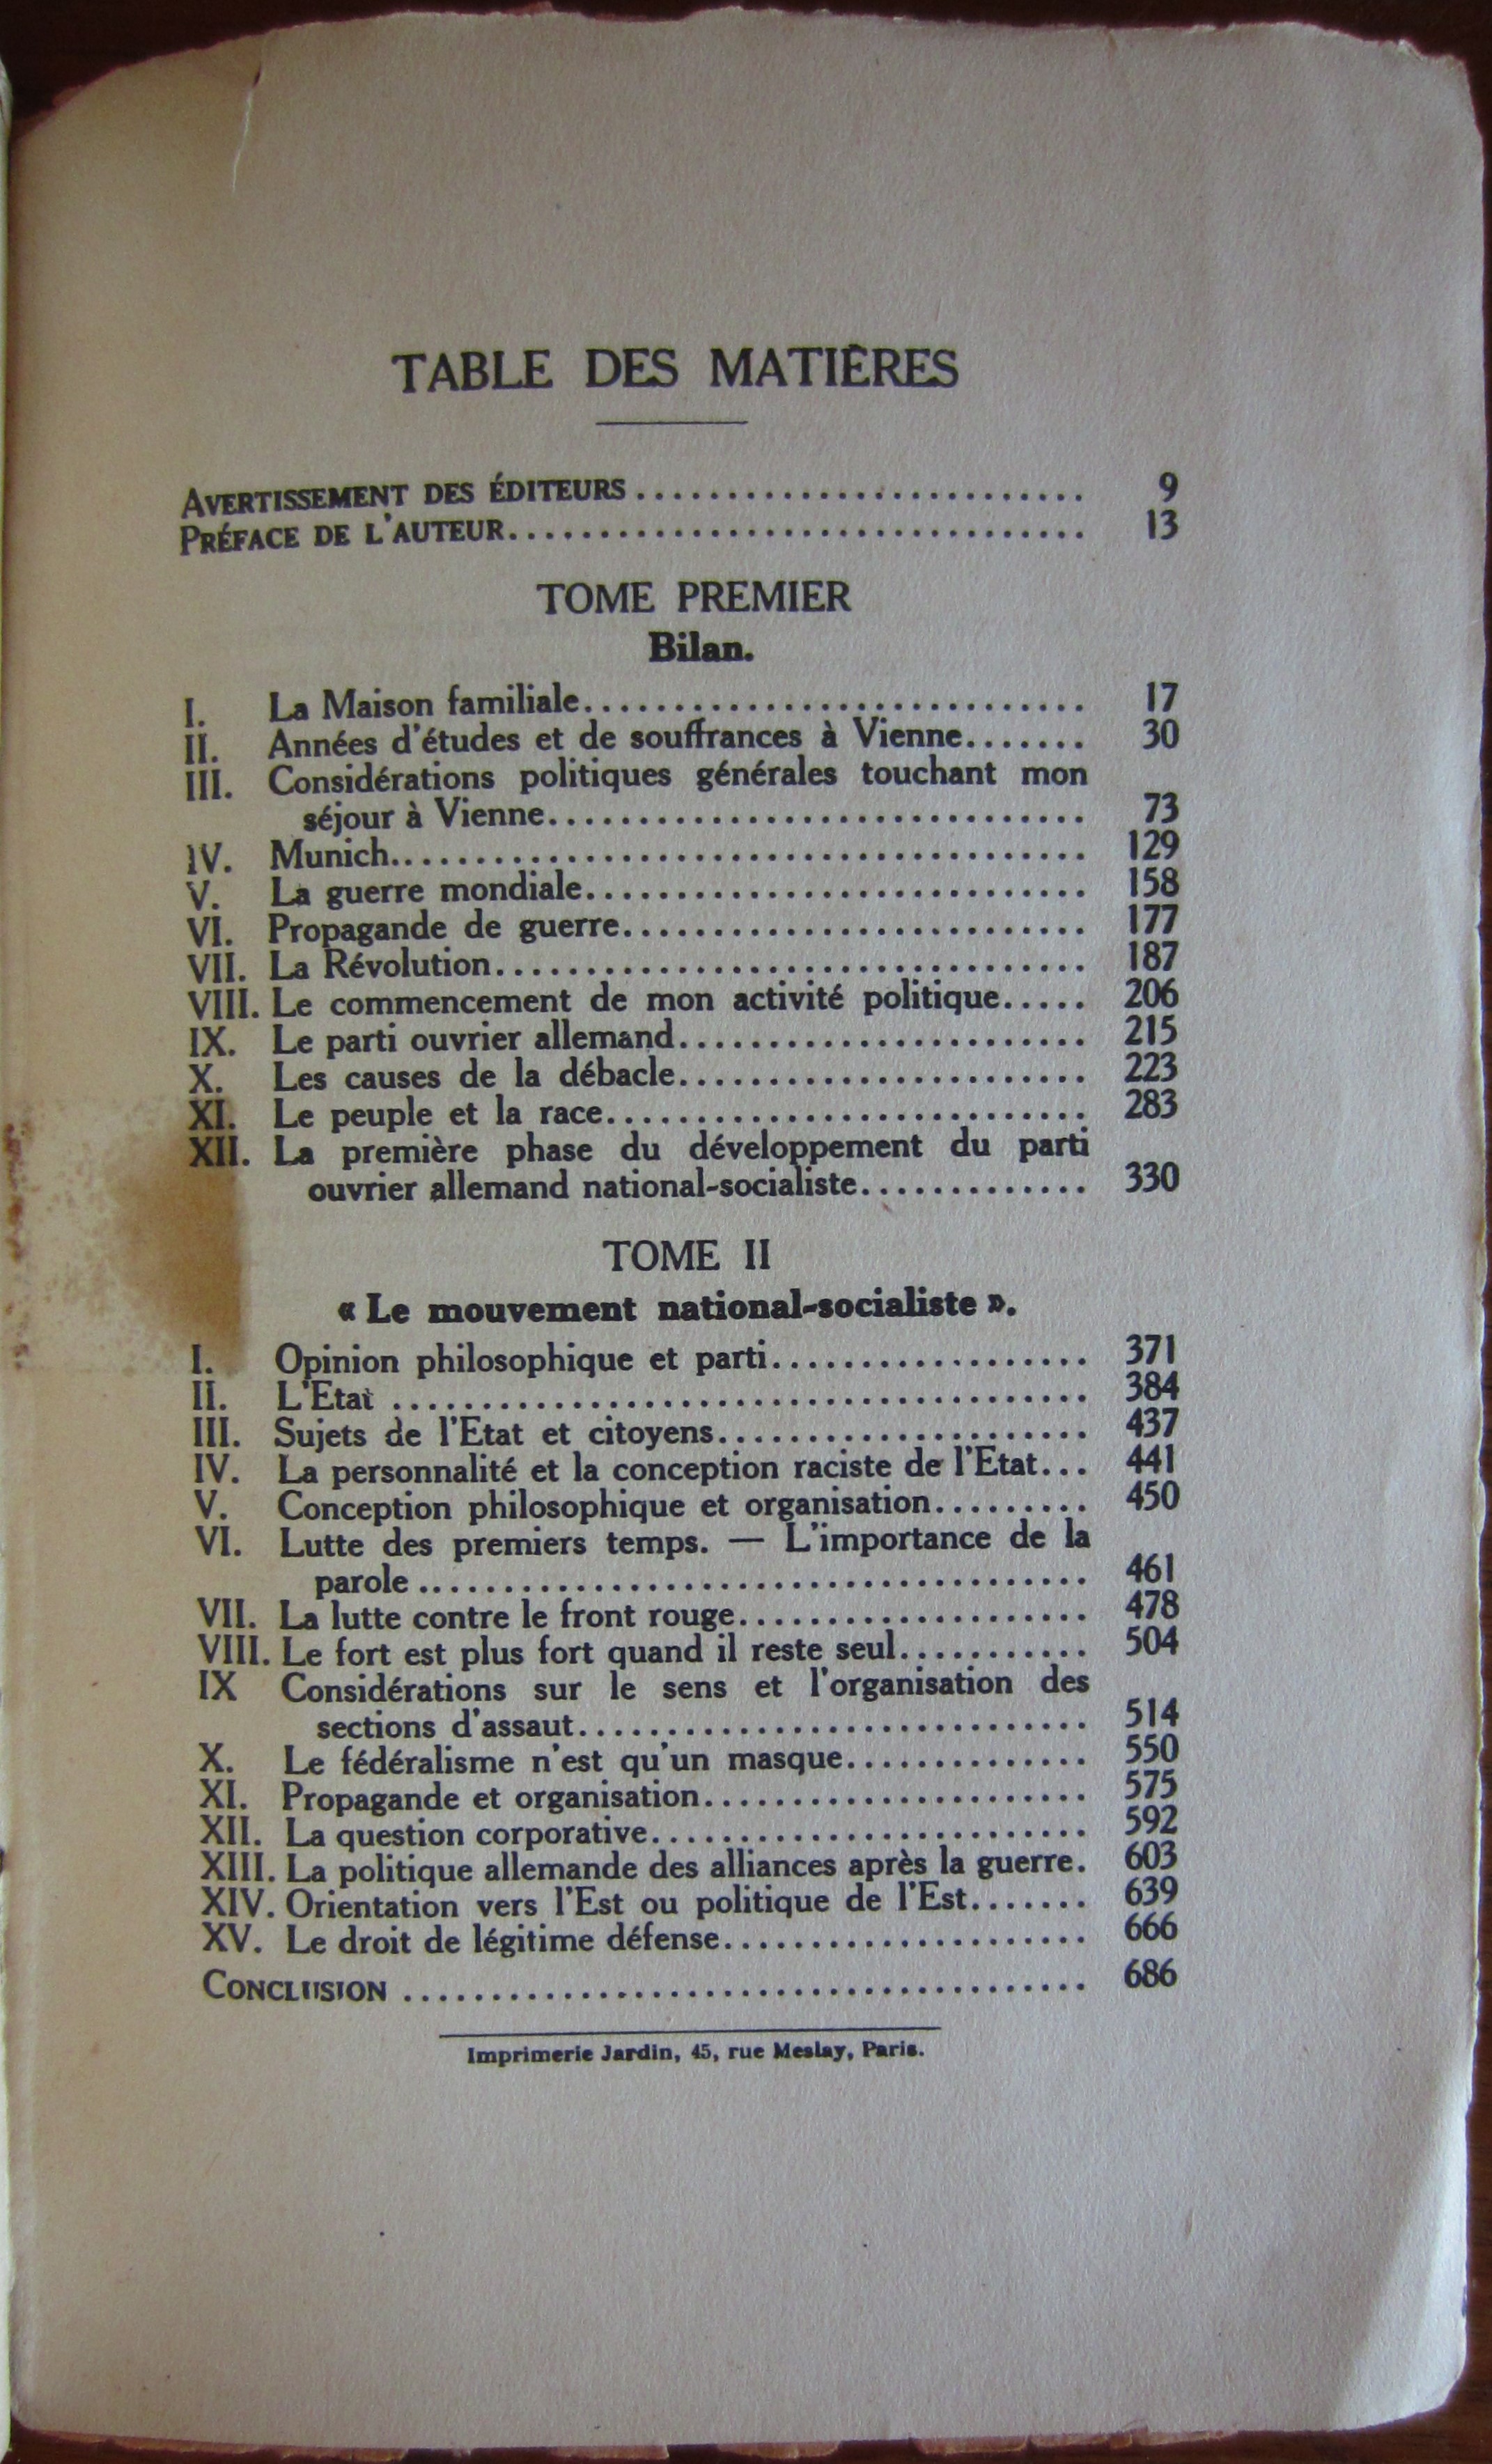 TABLE DES MATIÈRES
AVERTISSEMENT DES ÉDITEURS .......................... 9
PRÉFACE DE L'AUTEUR................................ 13
TOME PREMIER
Bilan.
I. La Maison familiale............................ 17
II. Années d'études et de souffrances à Vienne....... 30
III. Considérations politiques générales touchant mon
séjour à Vienne.............................. 73
IV. Munich...................................... 129
V. La guerre mondiale............................ 158
VI. Propagande de guerre.......................... 177
VII. La Révolution................................. 187
VIII. Le commencement de mon activité politique..... 206
IX. Le parti ouvrier allemand....................... 215
X. Les causes de la débacle....................... 223
XI. Le peuple et la race........................... 283
XII. La première phase du développement du parti
ouvrier allemand national-socialiste............. 330
TOME II
« Le mouvement national-socialiste ».
I. Opinion philosophique et parti.................. 371
II. L'Etat ....................................... 384
III. Sujets de l'Etat et citoyens..................... 437
IV. La personnalité et la conception raciste de l'Etat... 441
V. Conception philosophique et organisation......... 450
VI. Lutte des premiers temps. — L'importance de la
parole ...................................... 461
VII. La lutte contre le front rouge.................... 478
VIII. Le fort est plus fort quand il reste seul........... 504
IX Considérations sur le sens et l'organisation des
sections d'assaut............................. 514
X. Le fédéralisme n'est qu'un masque.............. 550
XI. Propagande et organisation...................... 575
XII. La question corporative......................... 592
XIII. La politique allemande des alliances après la guerre. 603
XIV. Orientation vers l'Est ou politique de l'Est....... 639
XV. Le droit de légitime défense..................... 666
CONCLUSION ...................................... 686
Imprimerie Jardin, 45, rue Meslay, Paris.